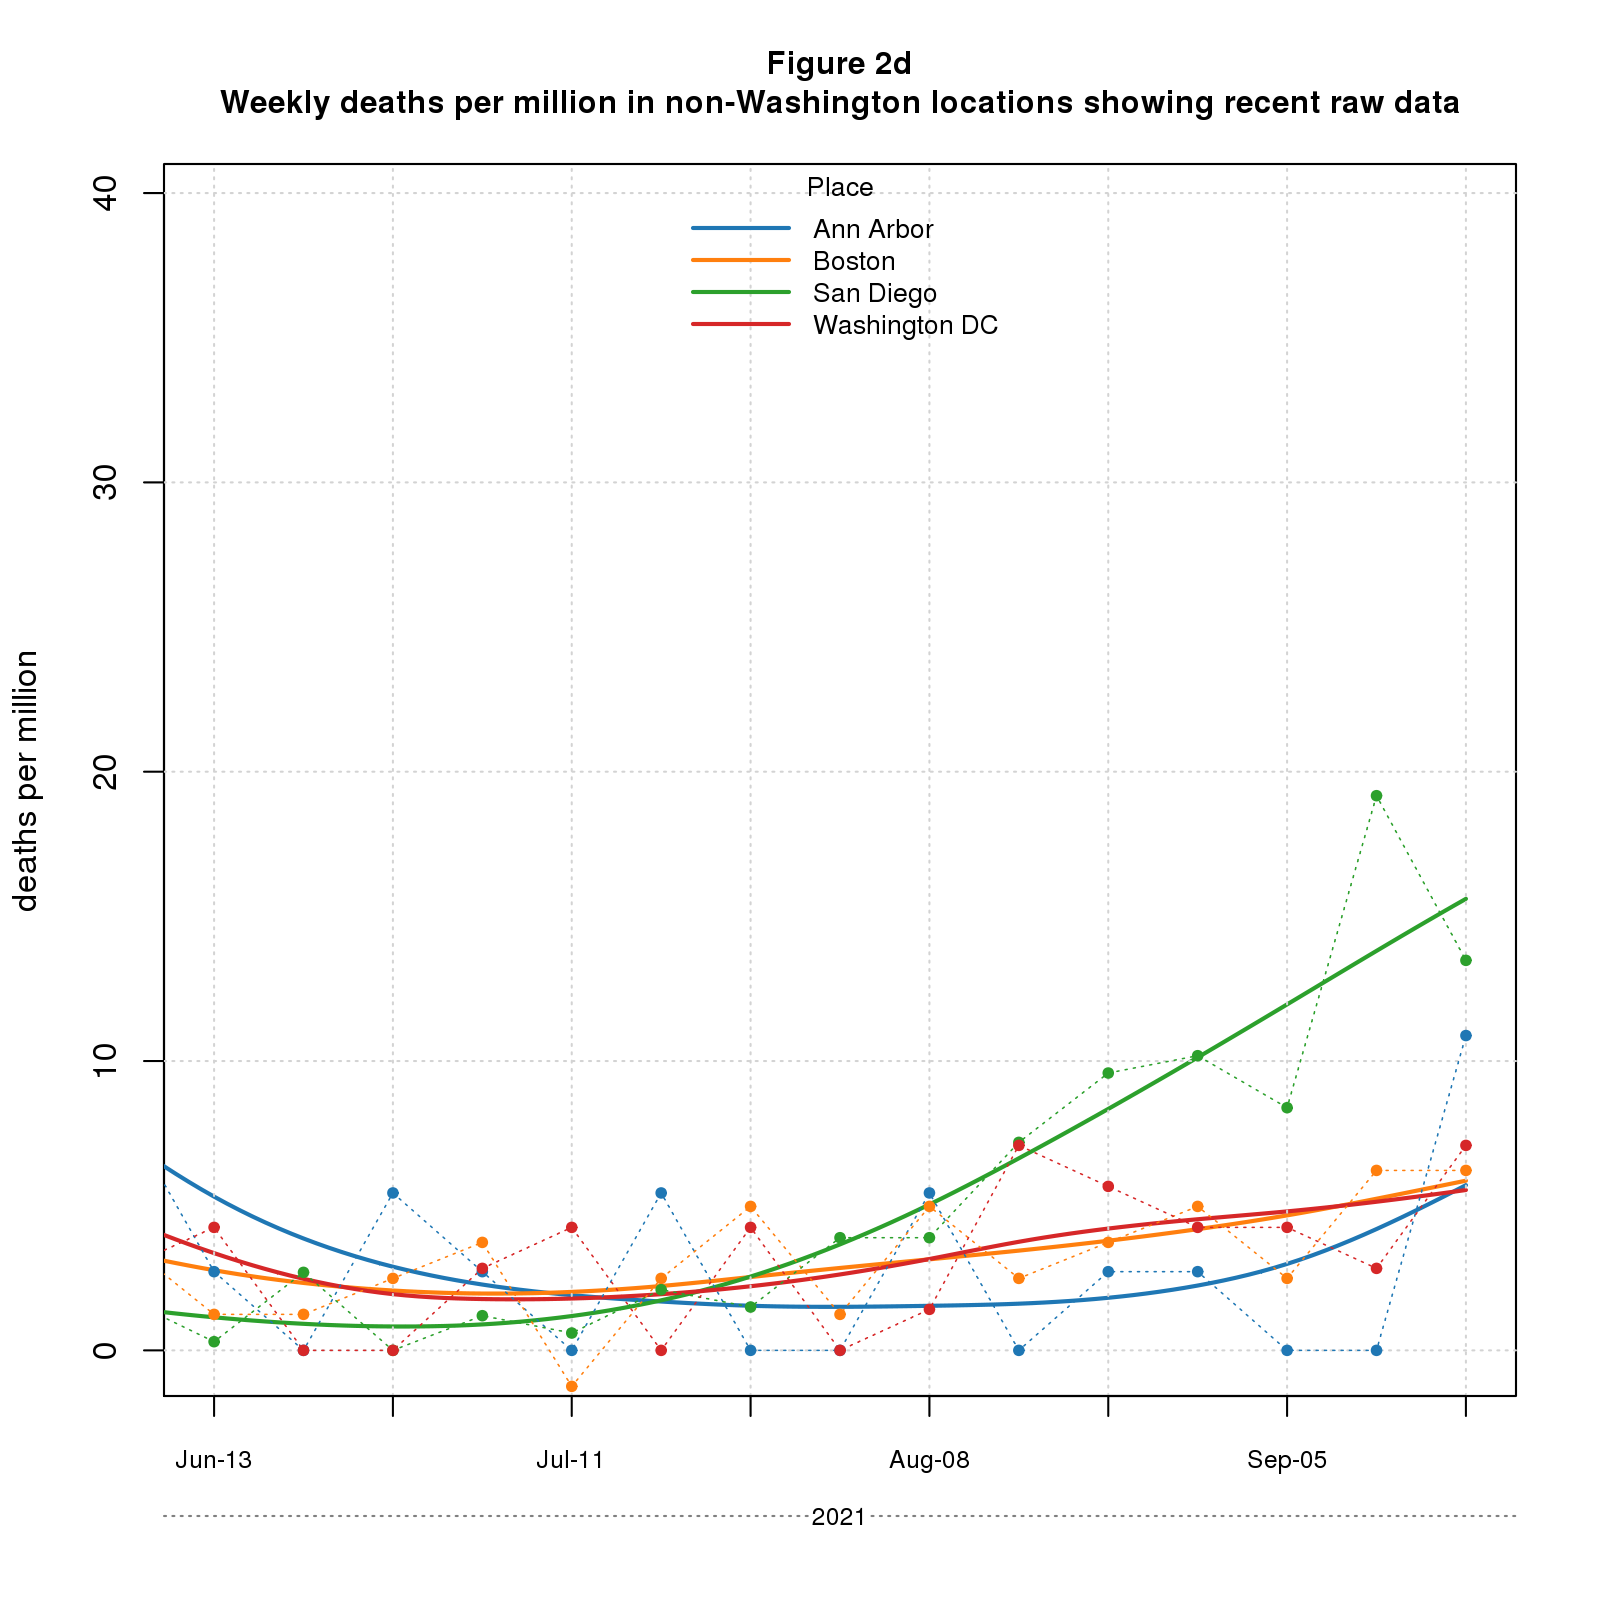 Figure 2d
Weekly deaths per million in non-Washington locations showing recent raw data
Place
Ann Arbor
Boston
San Diego
Washington DC
deaths per million
40
30
20
10
0
Jun-13 Jul-11 Aug-08 Sep-05
2021